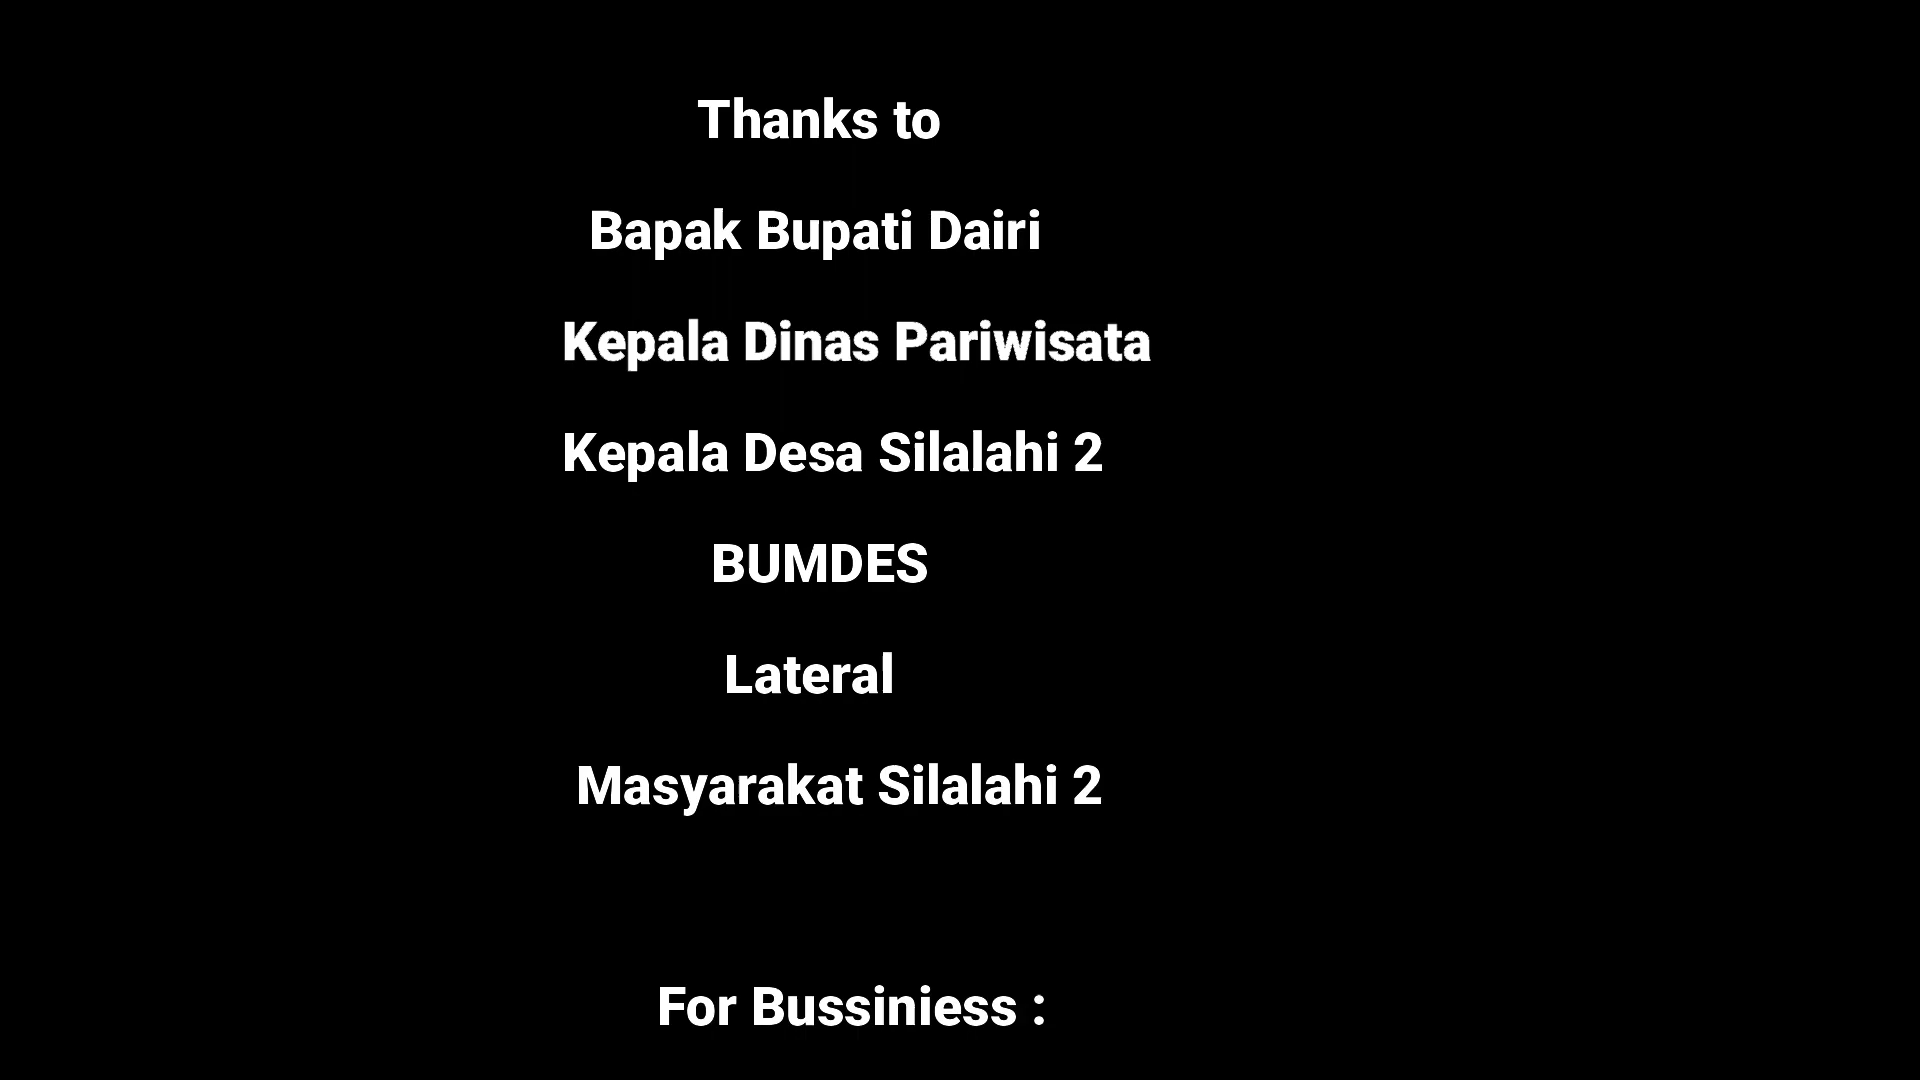 Thanks to
Bapak Bupati Dairi
Kepala Dinas Pariwisata
Kepala Desa Silalahi 2
BUMDES
Lateral
Masyarakat Silalahi 2
For Bussiniess :